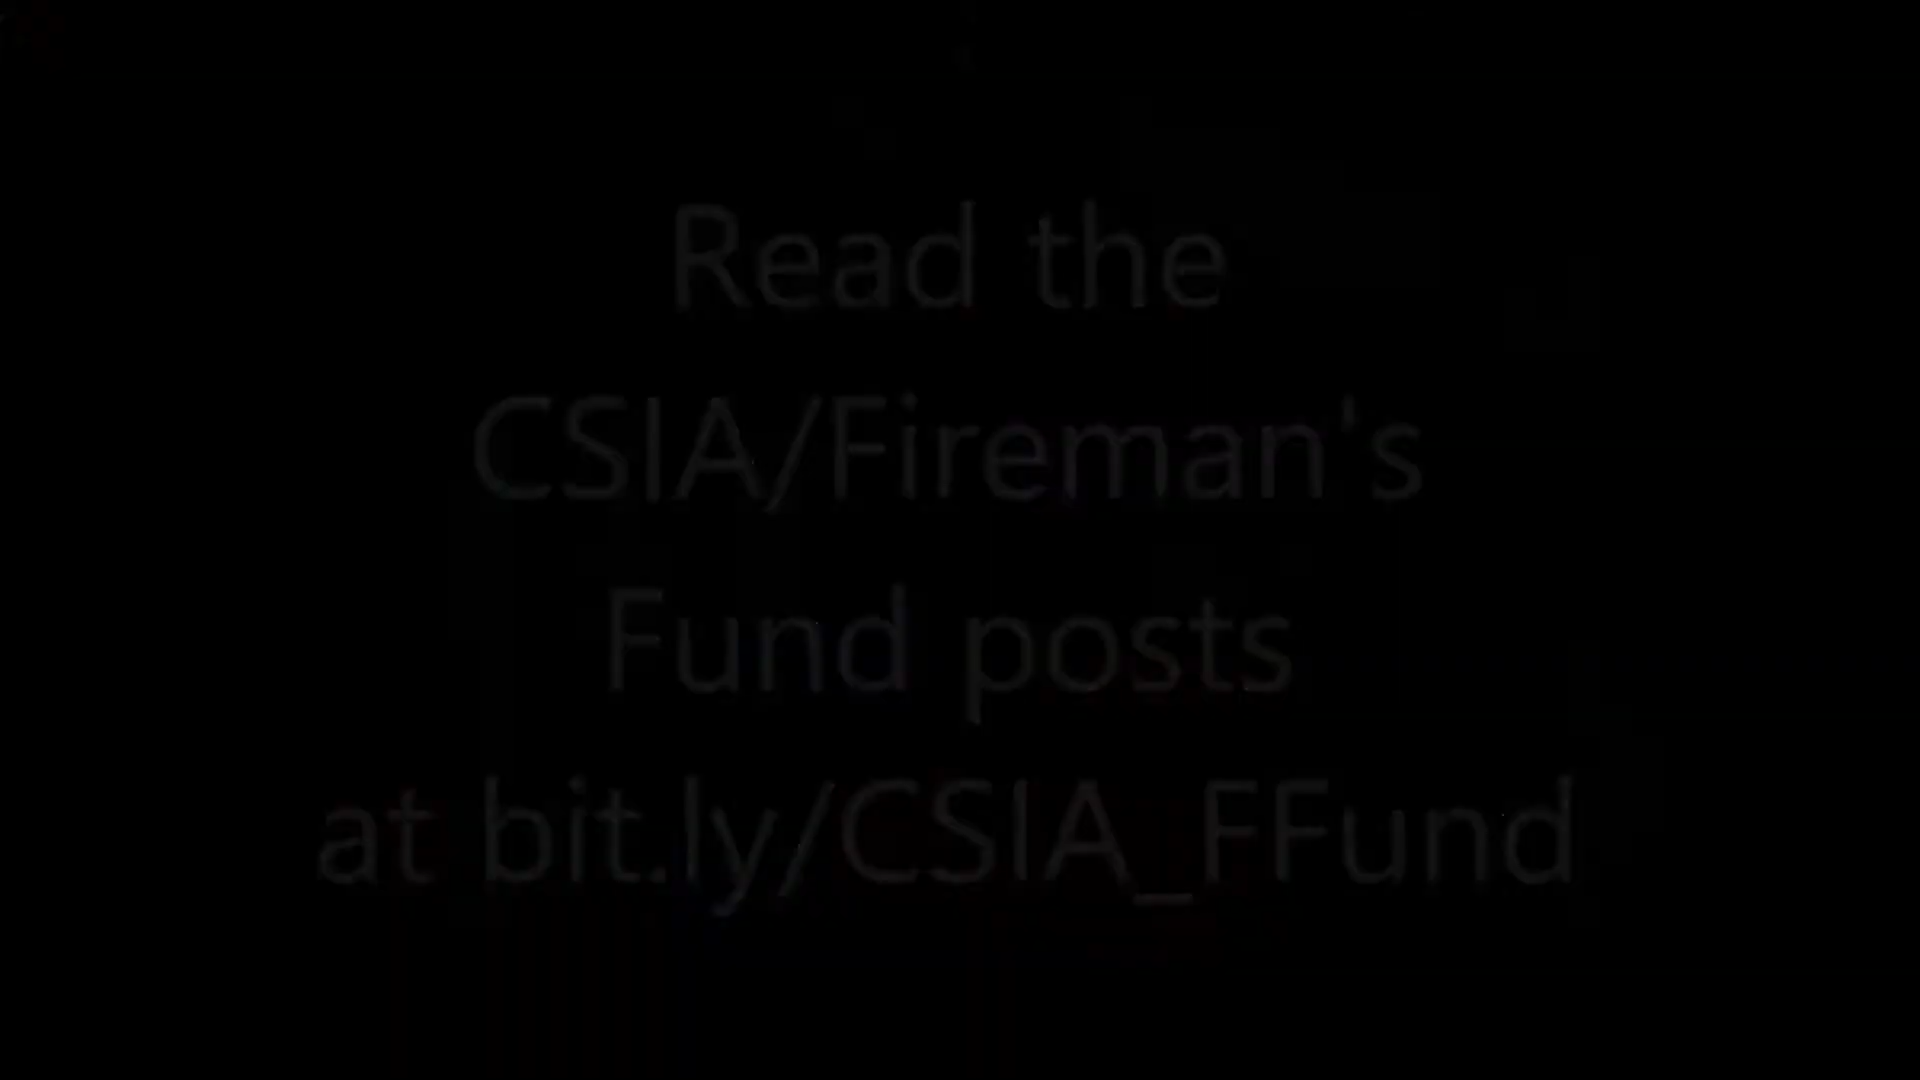 Read the
CSIA/Fireman's
Fund posts
at bit.ly/CSIA_FFund